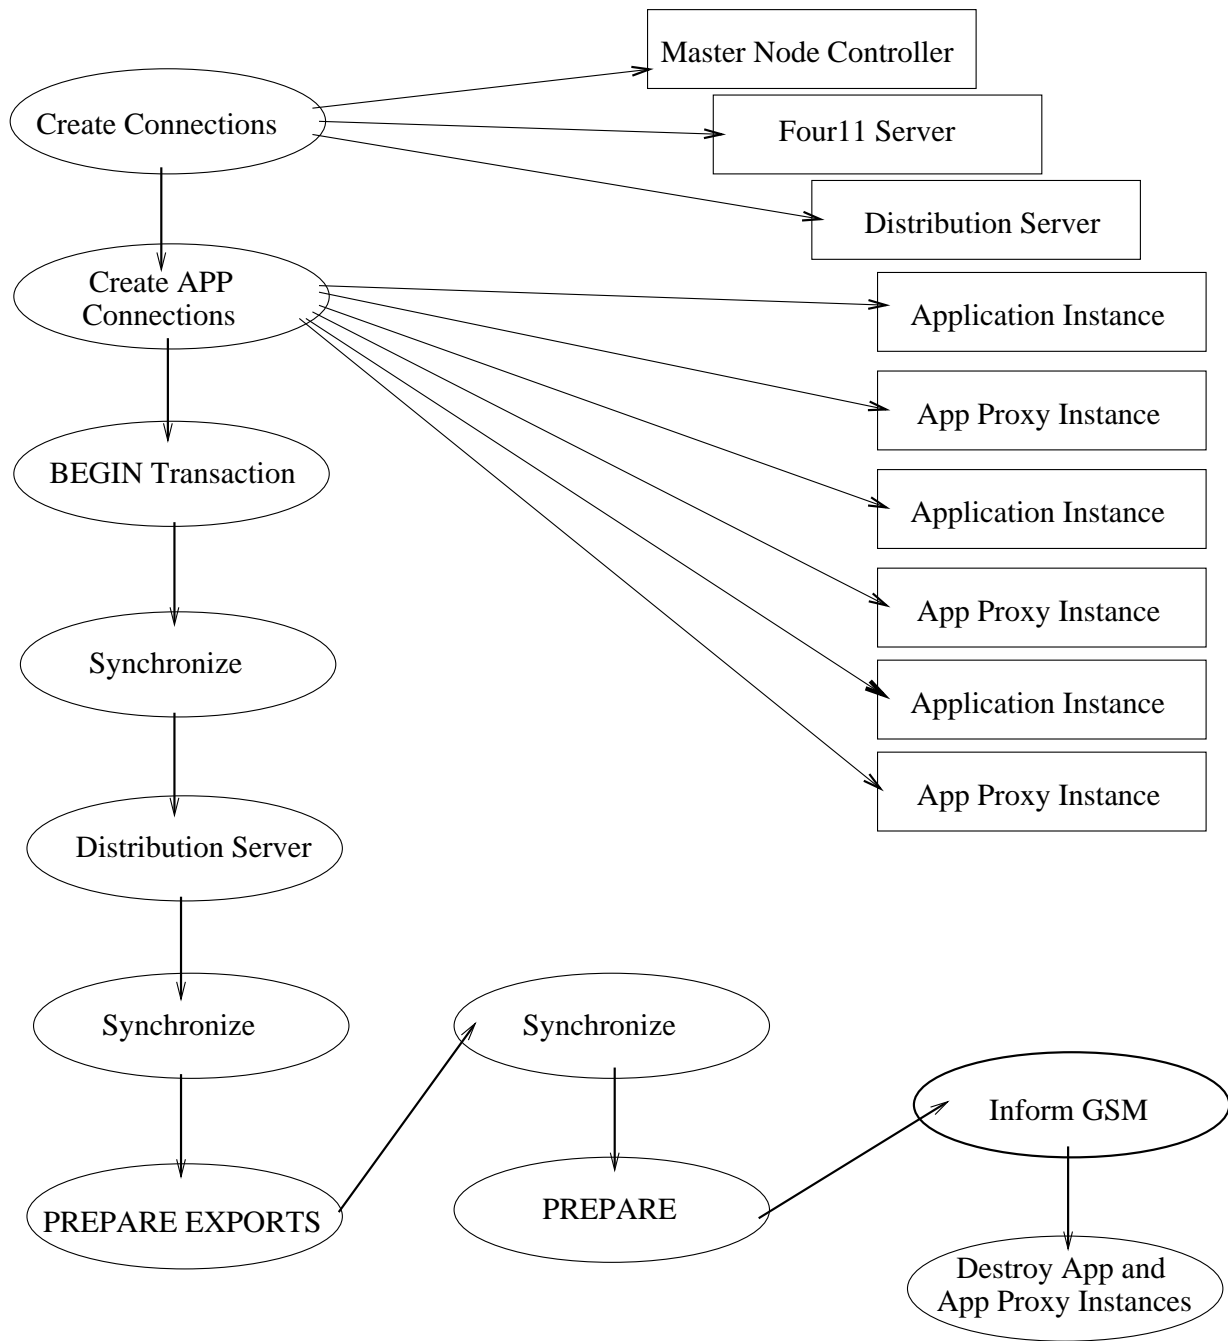 Master Node Controller
Create Connections
Four11 Server
Distribution Server
Create APP
Connections
Application Instance
App Proxy Instance
BEGIN Transaction
Application Instance
App Proxy Instance
Synchronize
Application Instance
App Proxy Instance
Distribution Server
Synchronize
Synchronize
Inform GSM
PREPARE EXPORTS
PREPARE
Destroy App and
App Proxy Instances